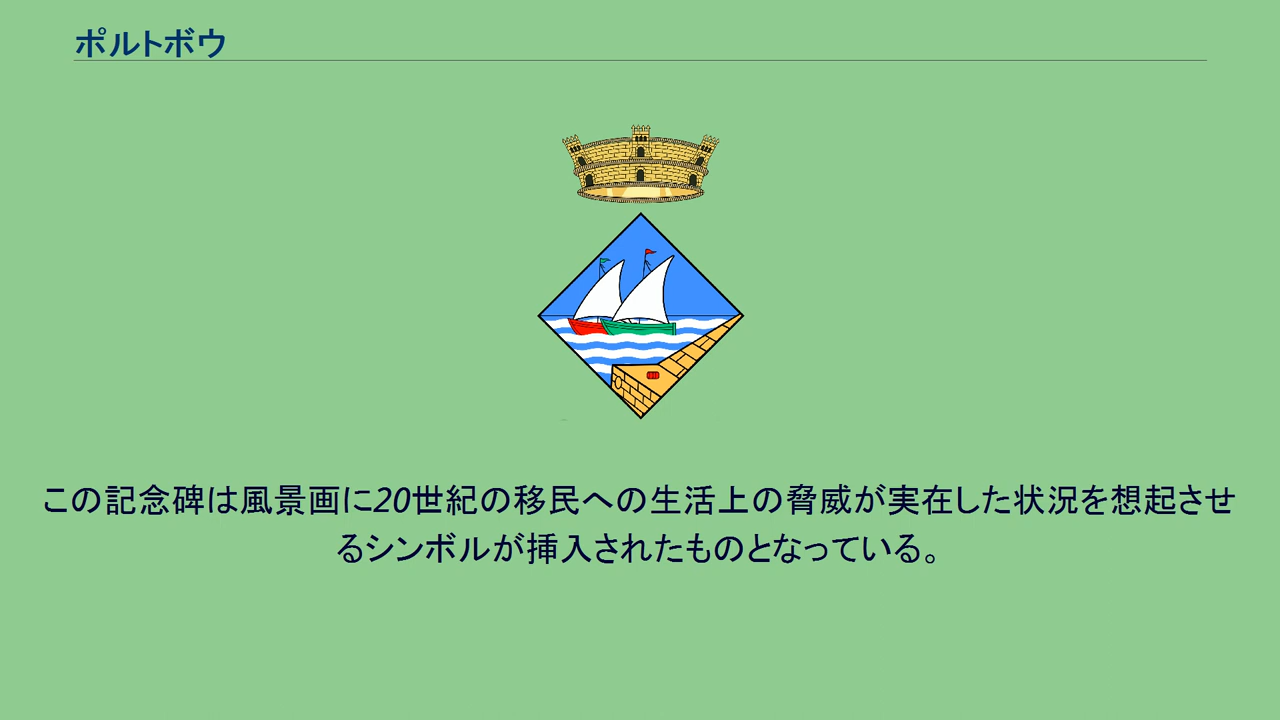 ポルトボウ
この記念碑は風景画に20世紀の移民への生活上の脅威が実在した状況を想起させ
るシンボルが挿入されたものとなっている。